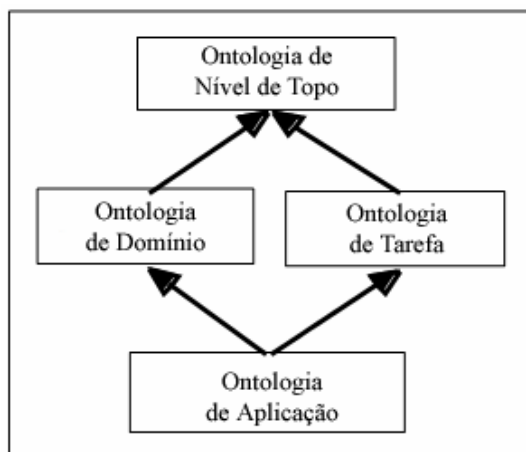 Ontologia de
Nível de Topo
Ontologia
de Domínio
Ontologia
de Tarefa
Ontologia
de Aplicação